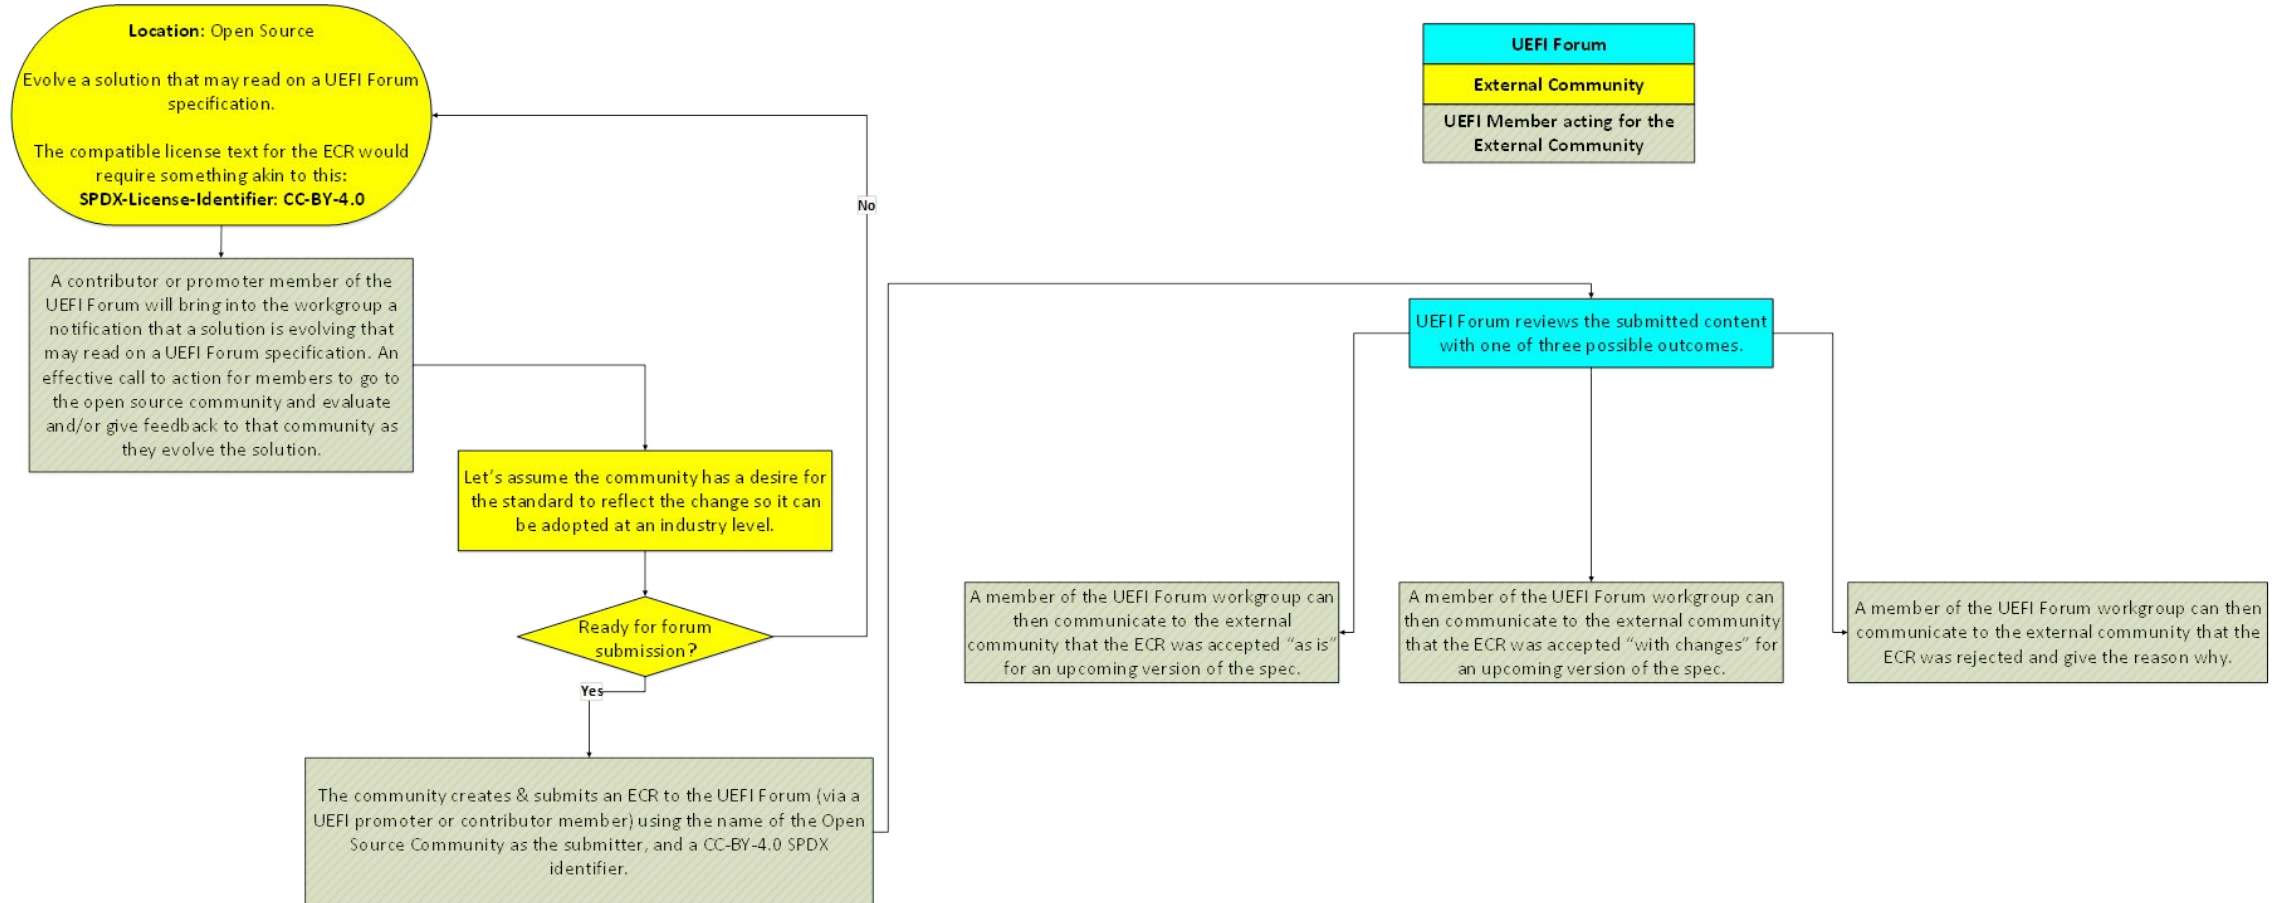 Location: Open Source
Evolve a solution that may read on a UEFI Forum
specification.
The compatible license text for the ECR would
require something akin to this:
SPDX-License-Identifier: CC-BY-4.0
UEFI Forum
External Community
UEFI Member acting for the
External Community
No
A contributor or promoter member of the
UEFI Forum will bring into the workgroup a
notification that a solution is evolving that
may read on a UEFI Forum specification. An
effective call to action for members to go to
the open source community and evaluate
and/or give feedback to that community as
they evolve the solution.
Let’s assume the community has a desire for
the standard to reflect the change so it can
be adopted at an industry level.
Ready for forum
submission?
Yes
The community creates & submits an ECR to the UEFI Forum (via a
UEFI promoter or contributor member) using the name of the Open
Source Community as the submitter, and a CC-BY-4.0 SPDX
identifier.
UEFI Forum reviews the submitted content
with one of three possible outcomes.
A member of the UEFI Forum workgroup can
then communicate to the external
community that the ECR was accepted “as is”
for an upcoming version of the spec.
A member of the UEFI Forum workgroup can
then communicate to the external community
that the ECR was accepted “with changes” for
an upcoming version of the spec.
A member of the UEFI Forum workgroup can then
communicate to the external community that the
ECR was rejected and give the reason why.